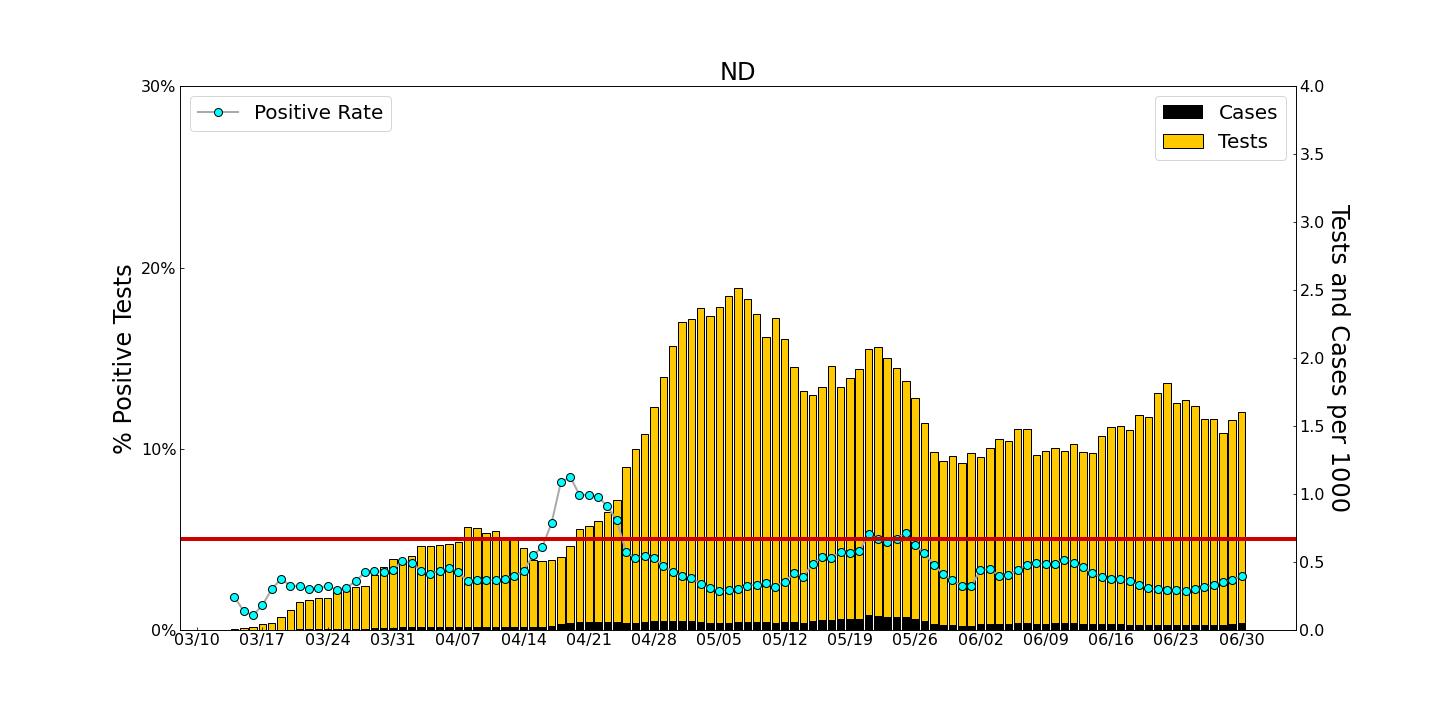 ND
Positive Rate
Cases
Tests
% Positive Tests
30%
20%
10%
0%
Tests and Cases per 1000
4.0
3.5
3.0
2.5
2.0
1.5
1.0
0.5
0.0
03/10 03/17 03/24 03/31 04/07 04/14 04/21 04/28 05/05 05/12 05/19 05/26 06/02 06/09 06/16 06/23 06/30